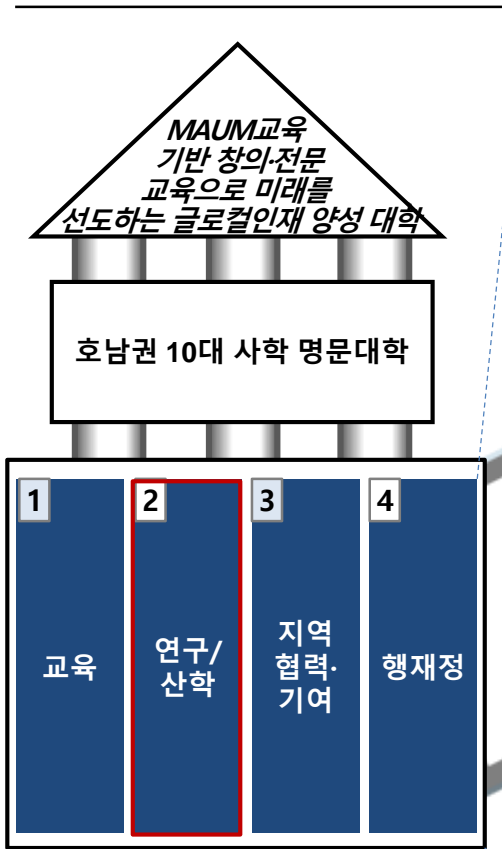 MAUM교육
기반 창의·전문
교육으로 미래를
선도하는 글로컬인재 양성 대학
호남권 10대 사학 명문대학
1
교육
2
연구/
산학
3
지역
협력·
기여
4
행재정